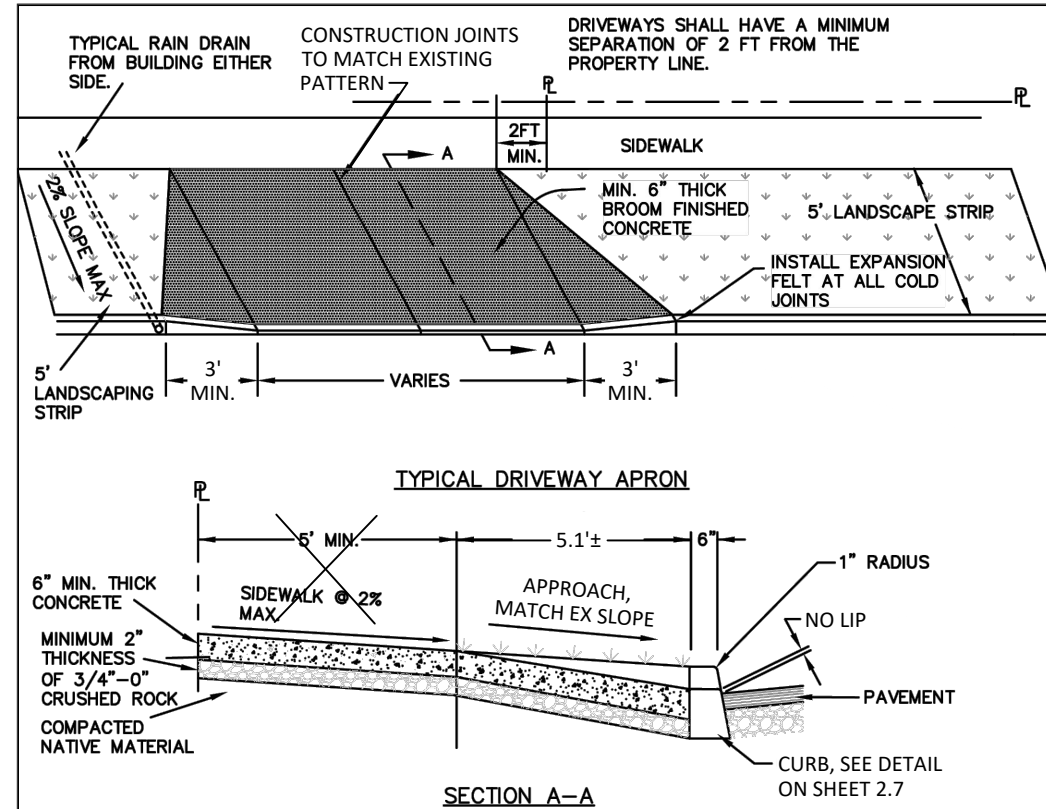 TYPICAL RAIN DRAIN
FROM BUILDING EITHER
SIDE.
CONSTRUCTION JOINTS
TO MATCH EXISTING
PATTERN
DRIVEWAYS SHALL HAVE A MINIMUM
SEPARATION OF 2 FT FROM THE
PROPERTY LINE.
PL
PL
2FT
MIN.
SIDEWALK
A
2% SLOPE MAX
MIN. 6" THICK
BROOM FINISHED
CONCRETE
5' LANDSCAPE STRIP
INSTALL EXPANSION
FELT AT ALL COLD
JOINTS
A
5'
LANDSCAPING
STRIP
3'
MIN.
VARIES
3'
MIN.
TYPICAL DRIVEWAY APRON
PL
5' MIN.
5.1'±
6"
6" MIN. THICK
CONCRETE
SIDEWALK @ 2%
MAX.
APPROACH,
MATCH EX SLOPE
1" RADIUS
NO LIP
MINIMUM 2"
THICKNESS
OF 3/4"-0"
CRUSHED ROCK
COMPACTED
NATIVE MATERIAL
PAVEMENT
CURB, SEE DETAIL
ON SHEET 2.7
SECTION A-A